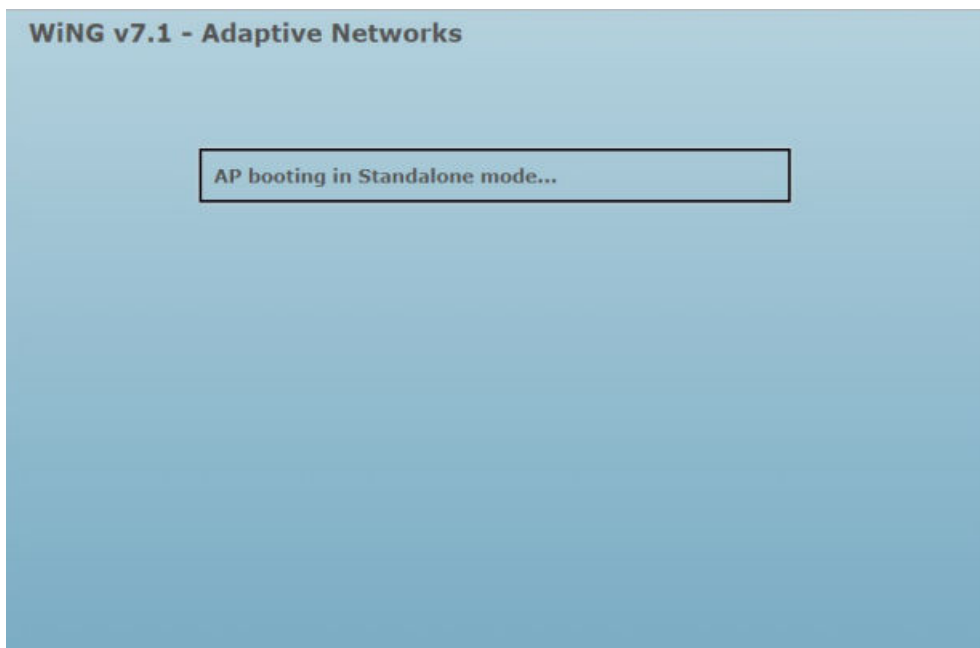 WiNG v7.1 - Adaptive Networks
AP booting in Standalone mode...